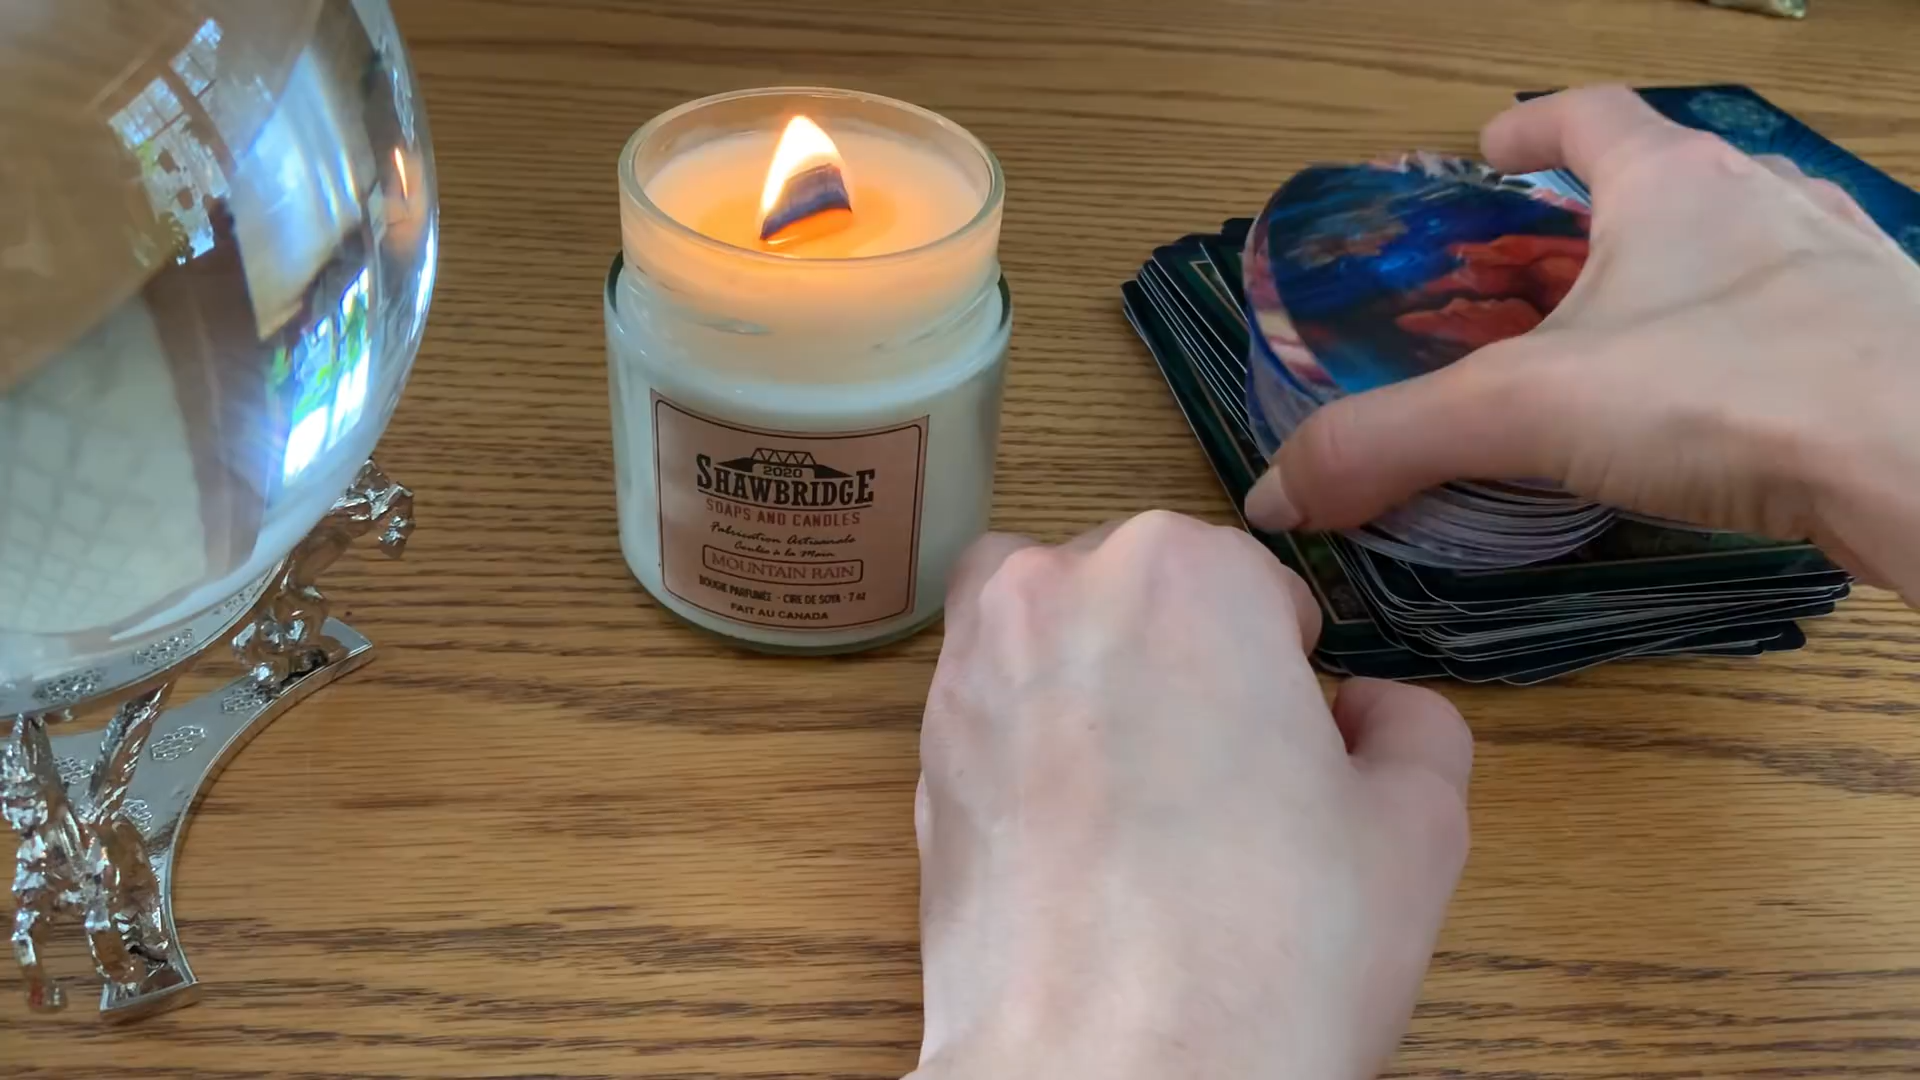 2020
SHAWBRIDGE
SOAPS AND CANDLES
Fabrication Artisanale
Coulée à la Main
MOUNTAIN RAIN
BOUGIE PARFUMÉE - CIRE DE SOYA - 7 oz
FAIT AU CANADA